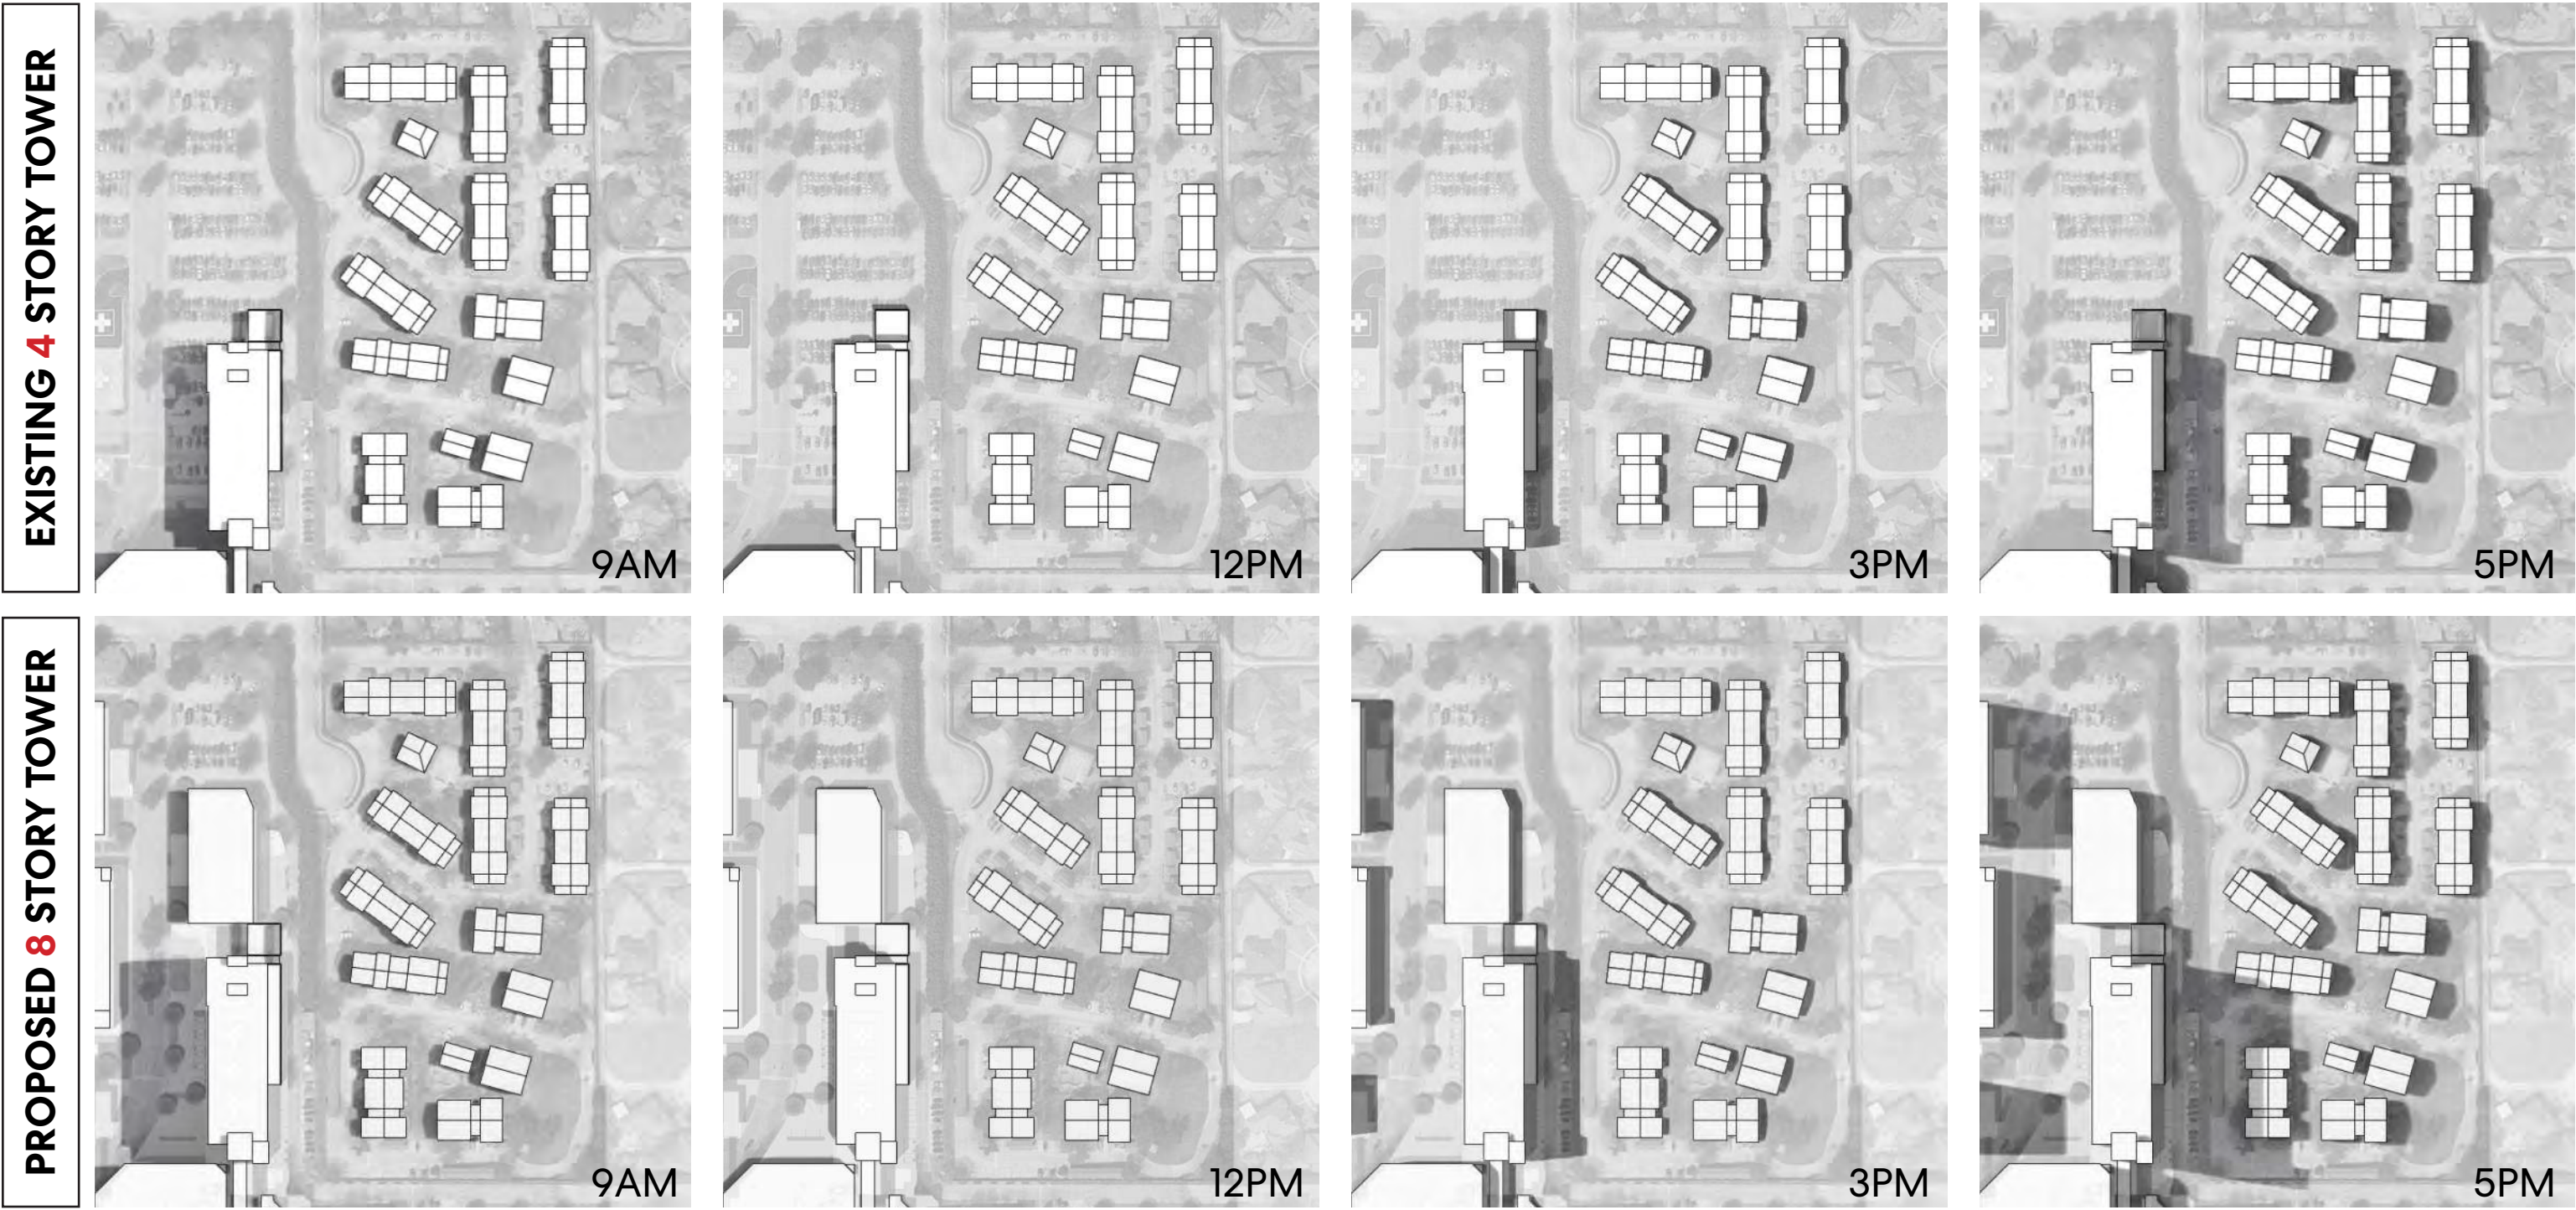 EXISTING 4 STORY TOWER
9AM
12PM
3PM
5PM
PROPOSED 8 STORY TOWER
9AM
12PM
3PM
5PM